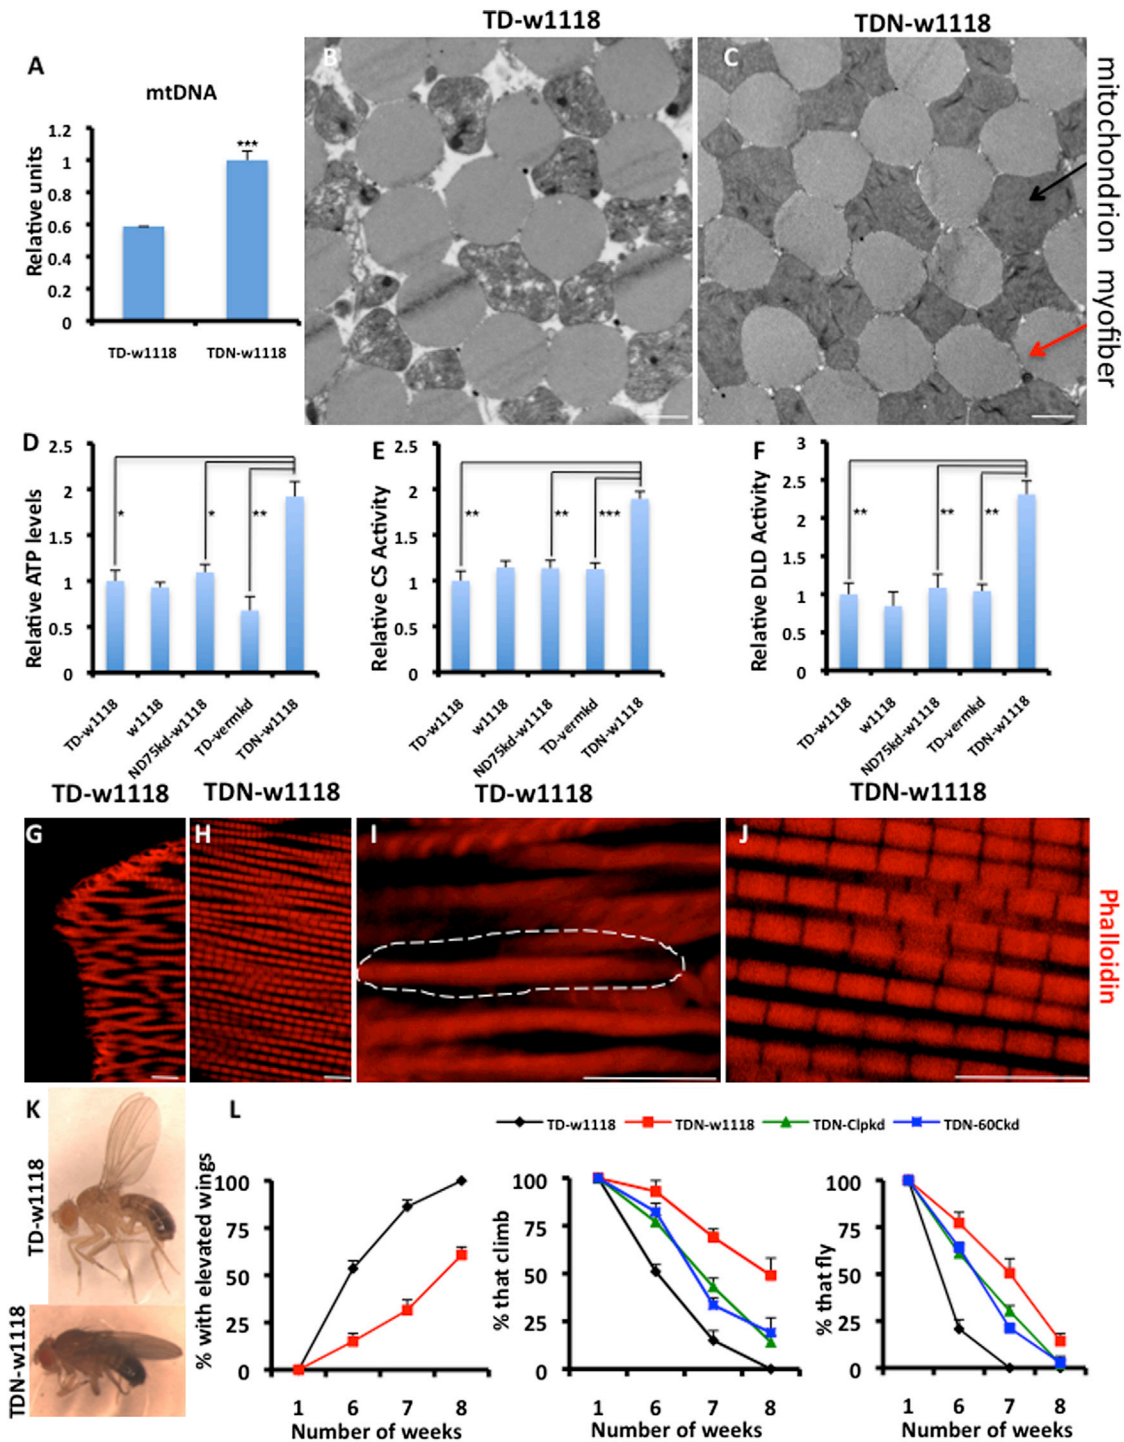 TD-w1118
TDN-w1118
A
mtDNA
Relative units
1.2
1
0.8
0.6
0.4
0.2
0
***
TD-w1118
TDN-w1118
B
C
mitochondrion
myofiber
D
Relative ATP levels
2.5
2
1.5
1
0.5
0
*
*
**
TD-w1118
w1118
ND75kd-w1118
TD-vermkd
TDN-w1118
E
Relative CS Activity
2.5
2
1.5
1
0.5
0
**
**
***
TD-w1118
w1118
ND75kd-w1118
TD-vermkd
TDN-w1118
F
Relative DLD Activity
3
2.5
2
1.5
1
0.5
0
**
**
**
TD-w1118
w1118
ND75kd-w1118
TD-vermkd
TDN-w1118
TD-w1118
TDN-w1118
TD-w1118
TDN-w1118
G
H
I
J
Phalloidin
K
TD-w1118
TDN-w1118
L
TD-w1118
TDN-w1118
TDN-Clpkd
TDN-60Ckd
% with elevated wings
100
75
50
25
0
1 6 7 8
Number of weeks
% that climb
100
75
50
25
0
1 6 7 8
Number of weeks
% that fly
100
75
50
25
0
1 6 7 8
Number of weeks